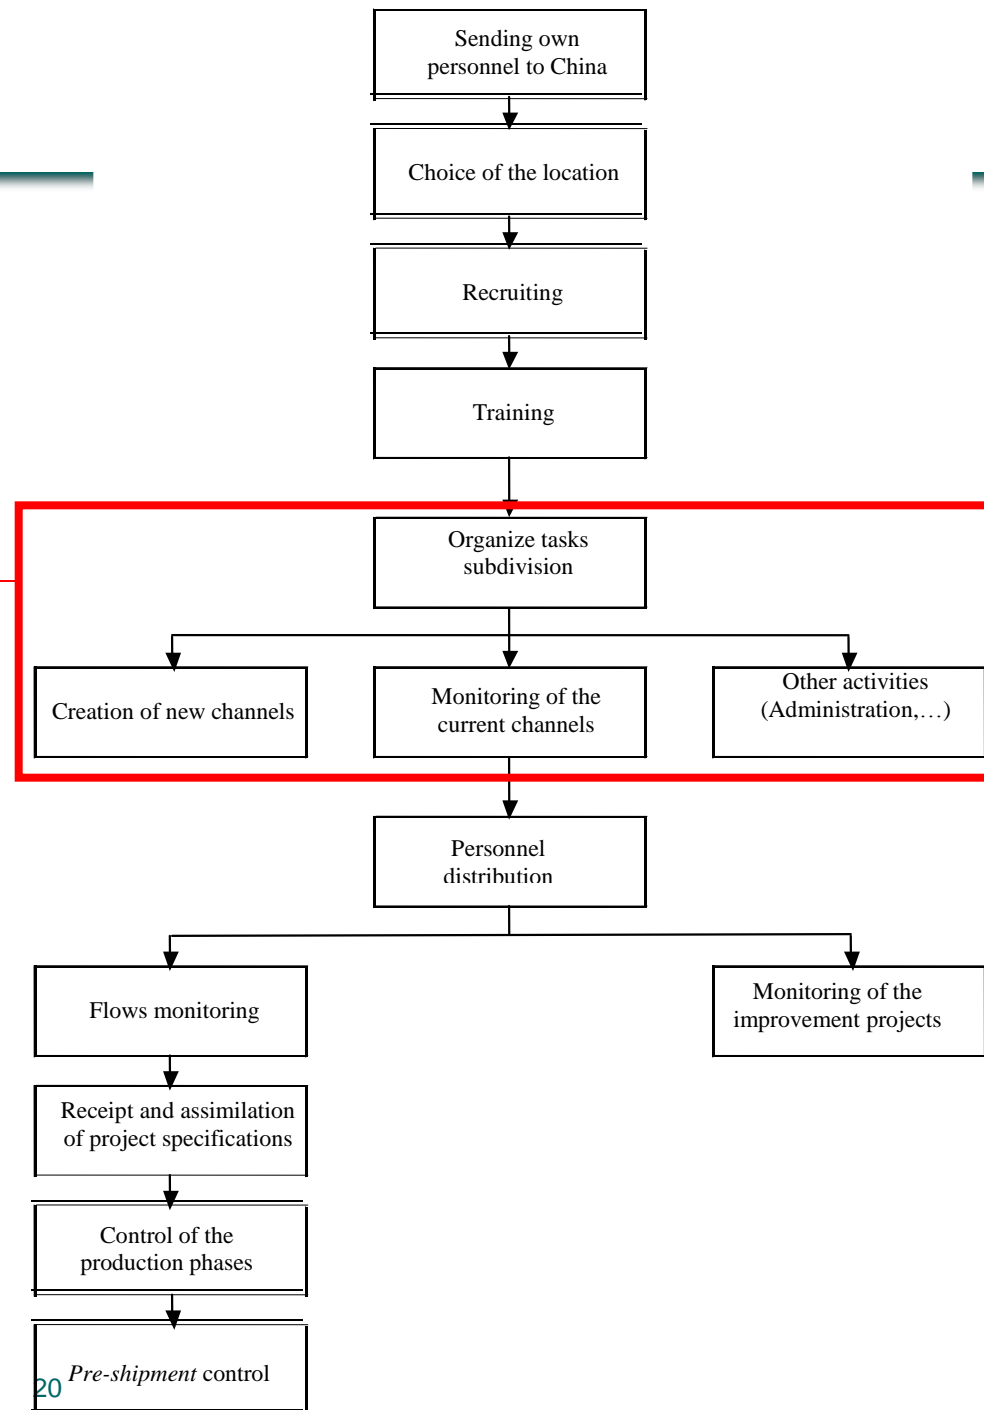 Sending own
personnel to China
Choice of the location
Recruiting
Training
Organize tasks
subdivision
Creation of new channels
Monitoring of the
current channels
Other activities
(Administration,…)
Personnel
distribution
Flows monitoring
Monitoring of the
improvement projects
Receipt and assimilation
of project specifications
Control of the
production phases
Pre-shipment control
20